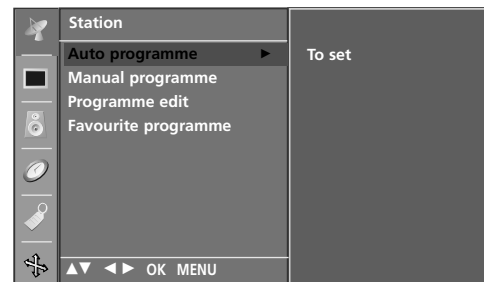 Station
Auto programme ► To set
Manual programme
Programme edit
Favourite programme
▲▼ ◄► OK MENU